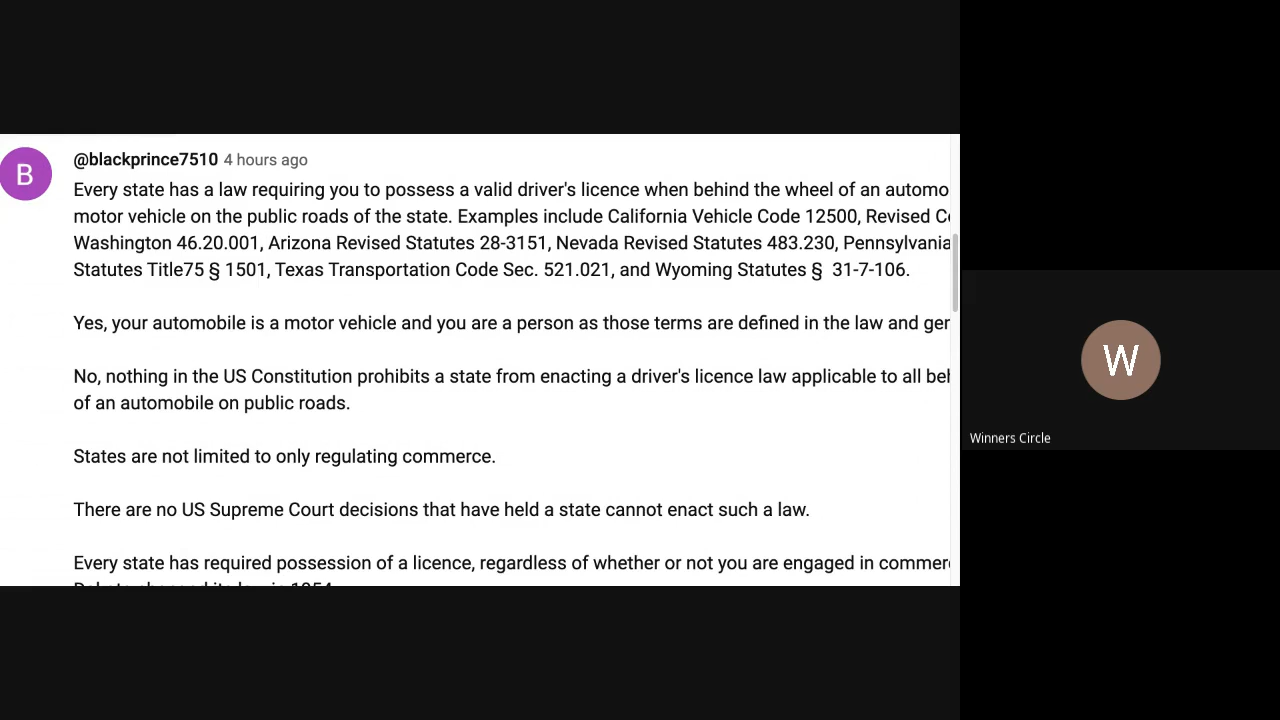 B
@blackprince7510 4 hours ago
Every state has a law requiring you to possess a valid driver's licence when behind the wheel of an automo
motor vehicle on the public roads of the state. Examples include California Vehicle Code 12500, Revised Co
Washington 46.20.001, Arizona Revised Statutes 28-3151, Nevada Revised Statutes 483.230, Pennsylvania
Statutes Title75 § 1501, Texas Transportation Code Sec. 521.021, and Wyoming Statutes § 31-7-106.
Yes, your automobile is a motor vehicle and you are a person as those terms are defined in the law and gen
No, nothing in the US Constitution prohibits a state from enacting a driver's licence law applicable to all beh
of an automobile on public roads.
States are not limited to only regulating commerce.
There are no US Supreme Court decisions that have held a state cannot enact such a law.
Every state has required possession of a licence, regardless of whether or not you are engaged in commerc
W
Winners Circle